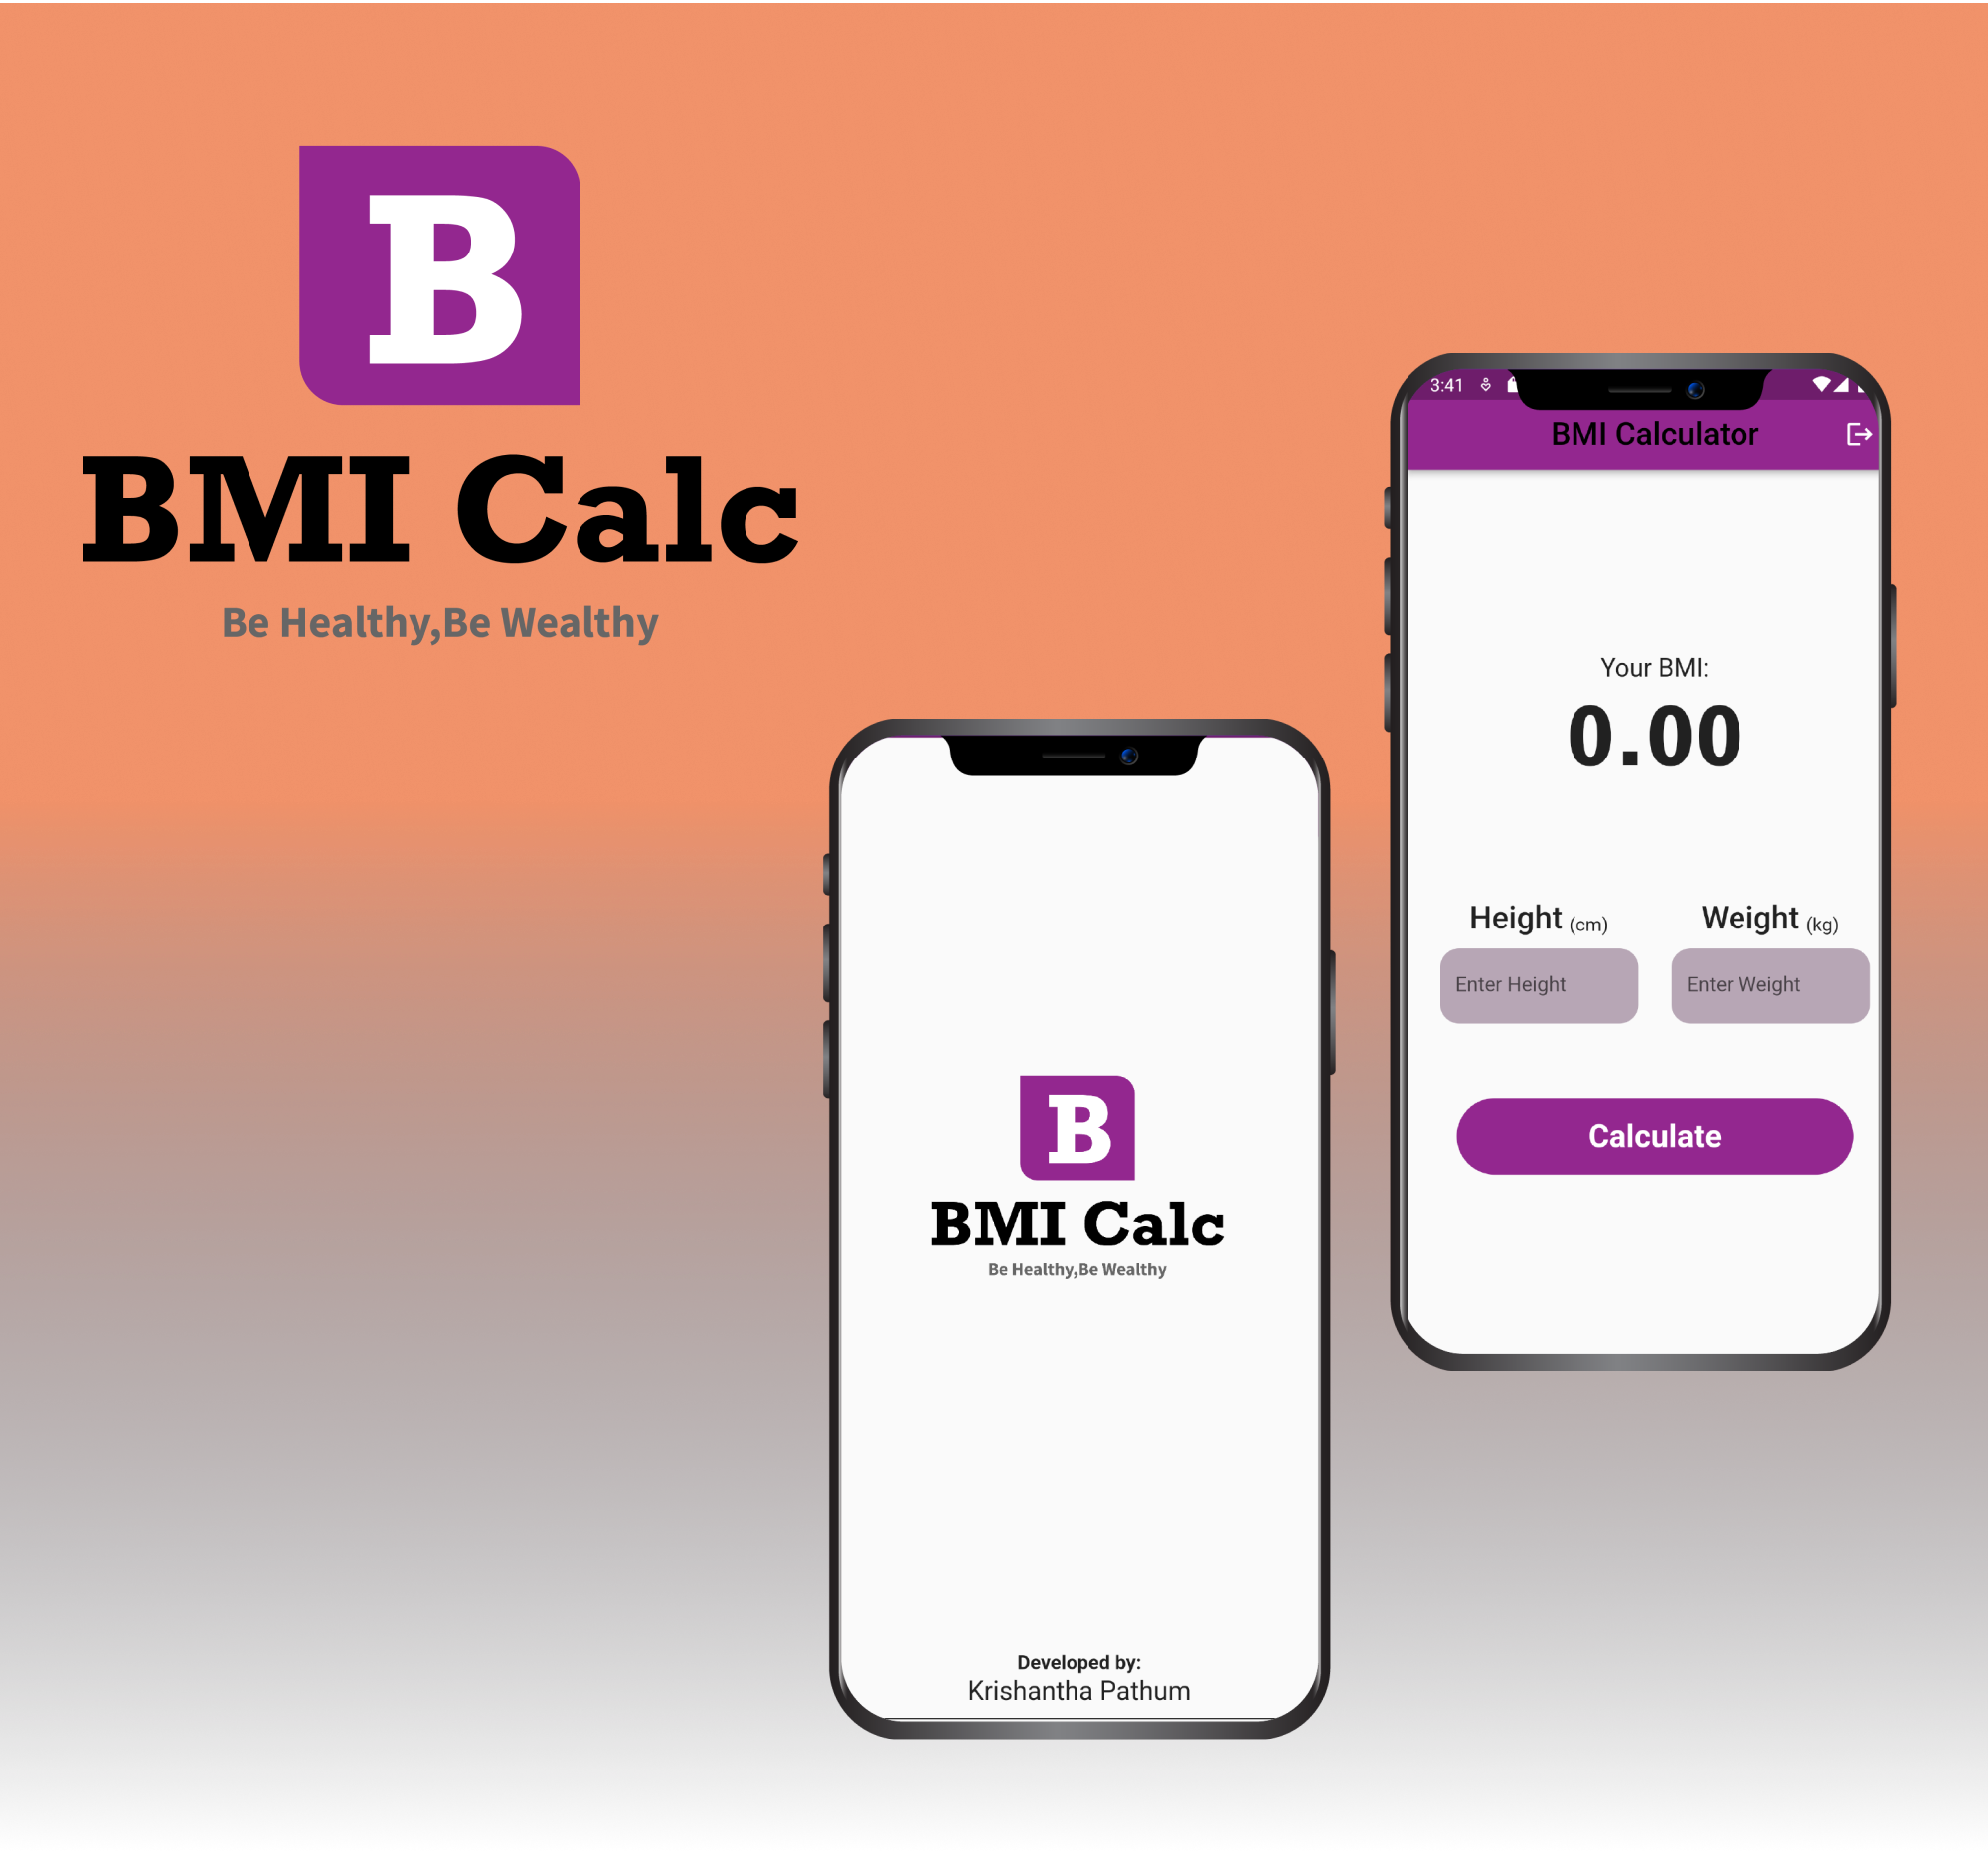 B
BMI Calc
Be Healthy,Be Wealthy
3:41
BMI Calculator
Your BMI:
0.00
Height (cm) Weight (kg)
Enter Height Enter Weight
Calculate
B
BMI Calc
Be Healthy,Be Wealthy
Developed by:
Krishantha Pathum